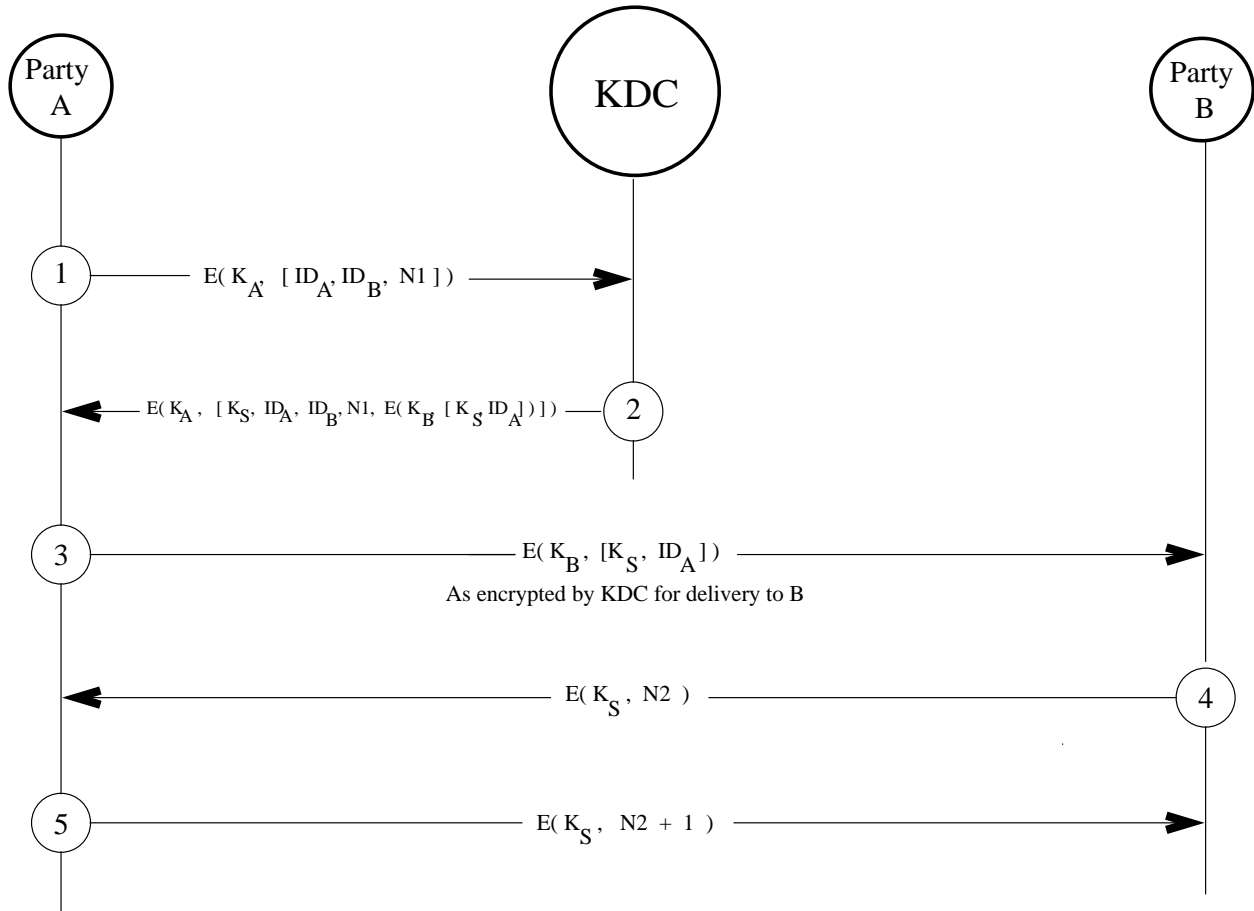 Party
A
KDC
Party
B
1
E( K_A, [ ID_A, ID_B, N1 ] )
E( K_A , [ K_S, ID_A, ID_B, N1, E( K_B, [ K_S, ID_A ] ) ] )
2
3
E( K_B, [K_S, ID_A ] )
As encrypted by KDC for delivery to B
E( K_S , N2 )
4
5
E( K_S , N2 + 1 )